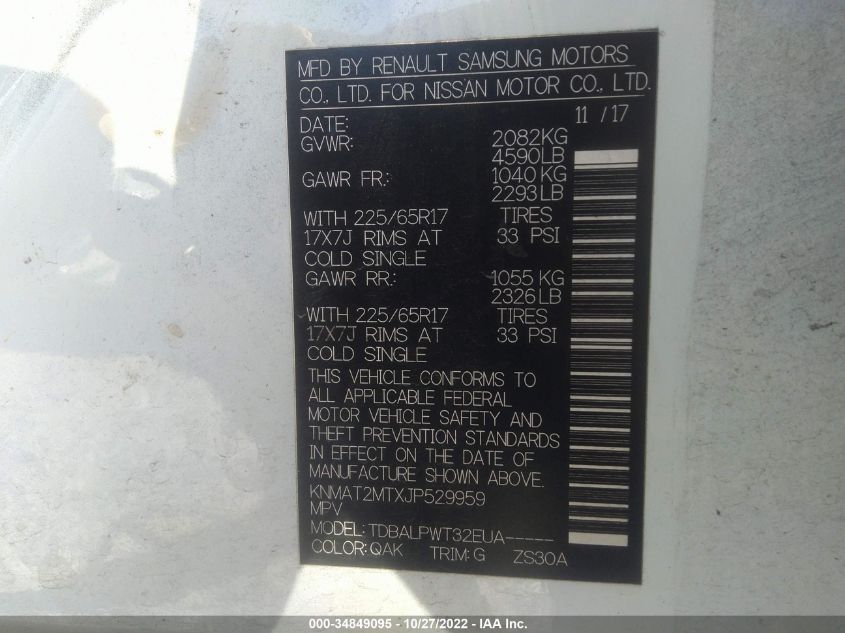 MFD BY RENAULT SAMSUNG MOTORS
CO., LTD. FOR NISSAN MOTOR CO., LTD.
DATE: 11 / 17
GVWR: 2082KG
4590LB
GAWR FR.: 1040 KG
2293 LB
WITH 225/65R17 TIRES
17X7J RIMS AT 33 PSI
COLD SINGLE
GAWR RR.: 1055 KG
2326 LB
WITH 225/65R17 TIRES
17X7J RIMS AT 33 PSI
COLD SINGLE
THIS VEHICLE CONFORMS TO
ALL APPLICABLE FEDERAL
MOTOR VEHICLE SAFETY AND
THEFT PREVENTION STANDARDS
IN EFFECT ON THE DATE OF
MANUFACTURE SHOWN ABOVE.
KNMAT2MTXJP529959
MPV
MODEL: TDBALPWT32EUA-----
COLOR: QAK TRIM: G ZS30A
000-34849095 - 10/27/2022 - IAA Inc.